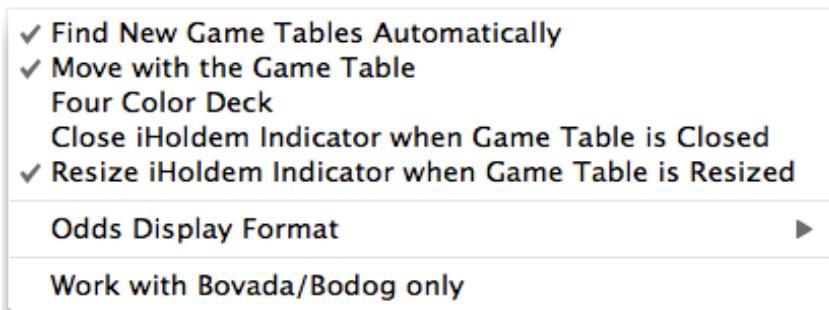 Find New Game Tables Automatically
Move with the Game Table
Four Color Deck
Close iHoldem Indicator when Game Table is Closed
Resize iHoldem Indicator when Game Table is Resized
Odds Display Format
Work with Bovada/Bodog only